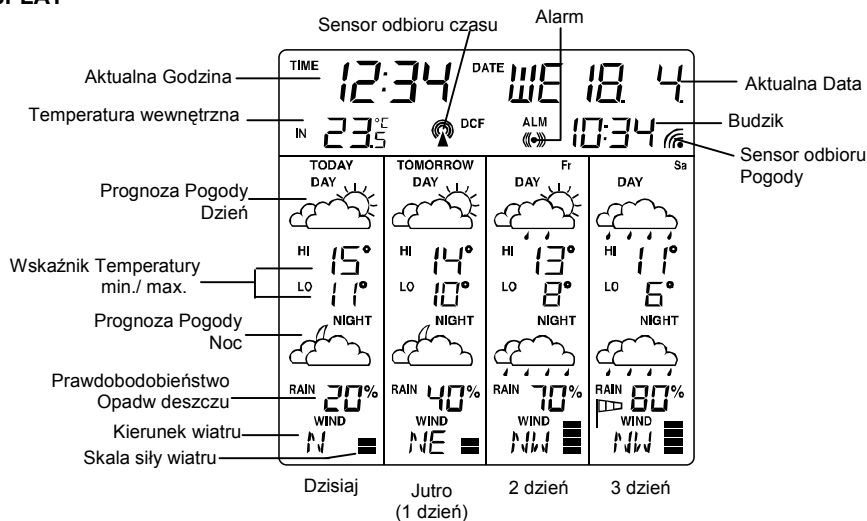 Sensor odbioru czasu
Alarm
Aktualna Godzina
Aktualna Data
Temperatura wewnętrzna
Budzik
Sensor odbioru
Pogody
TIME 12:34 DATE WE 18. 4.
IN 23.5 °C DCF ALM 10:34
TODAY TOMORROW Fr Sa
DAY DAY DAY DAY
Prognoza Pogody
Dzień
HI 15° HI 14° HI 13° HI 11°
Wskaźnik Temperatury
min./ max.
LO 11° LO 10° LO 8° LO 6°
NIGHT NIGHT NIGHT NIGHT
Prognoza Pogody
Noc
Prawdobodobieństwo
Opadw deszczu
RAIN 20% RAIN 40% RAIN 70% RAIN 80%
WIND WIND WIND WIND
Kierunek wiatru
N NE NW NW
Skala siły wiatru
Dzisiaj Jutro 2 dzień 3 dzień
(1 dzień)